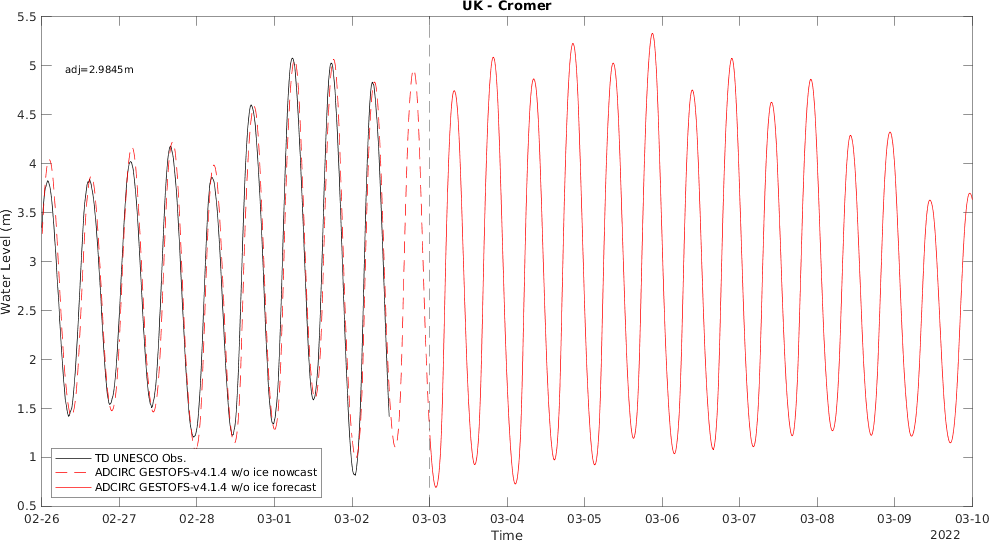 UK - Cromer
5.5
5
4.5
4
3.5
3
2.5
2
1.5
1
0.5
Water Level (m)
adj=2.9845m
TD UNESCO Obs.
ADCIRC GESTOFS-v4.1.4 w/o ice nowcast
ADCIRC GESTOFS-v4.1.4 w/o ice forecast
02-26 02-27 02-28 03-01 03-02 03-03 03-04 03-05 03-06 03-07 03-08 03-09 03-10
Time
2022